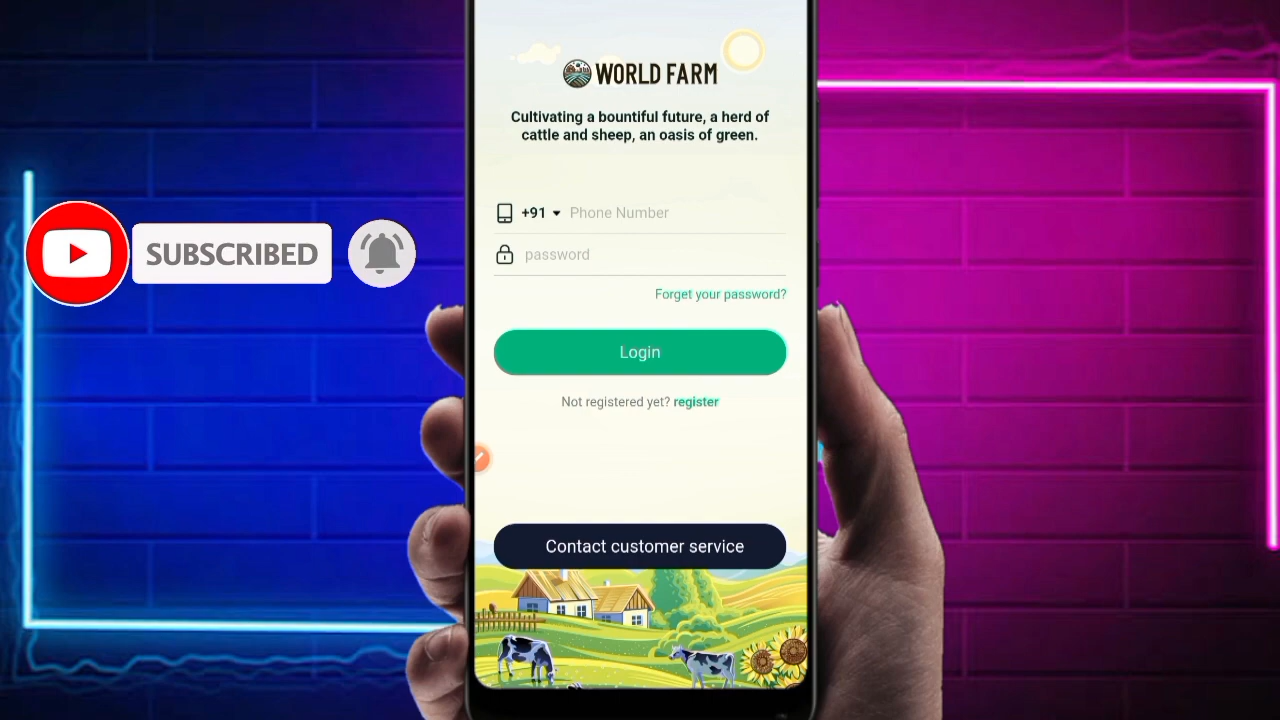 WORLD FARM
Cultivating a bountiful future, a herd of
cattle and sheep, an oasis of green.
+91 Phone Number
password
Forget your password?
Login
Not registered yet? register
Contact customer service
SUBSCRIBED